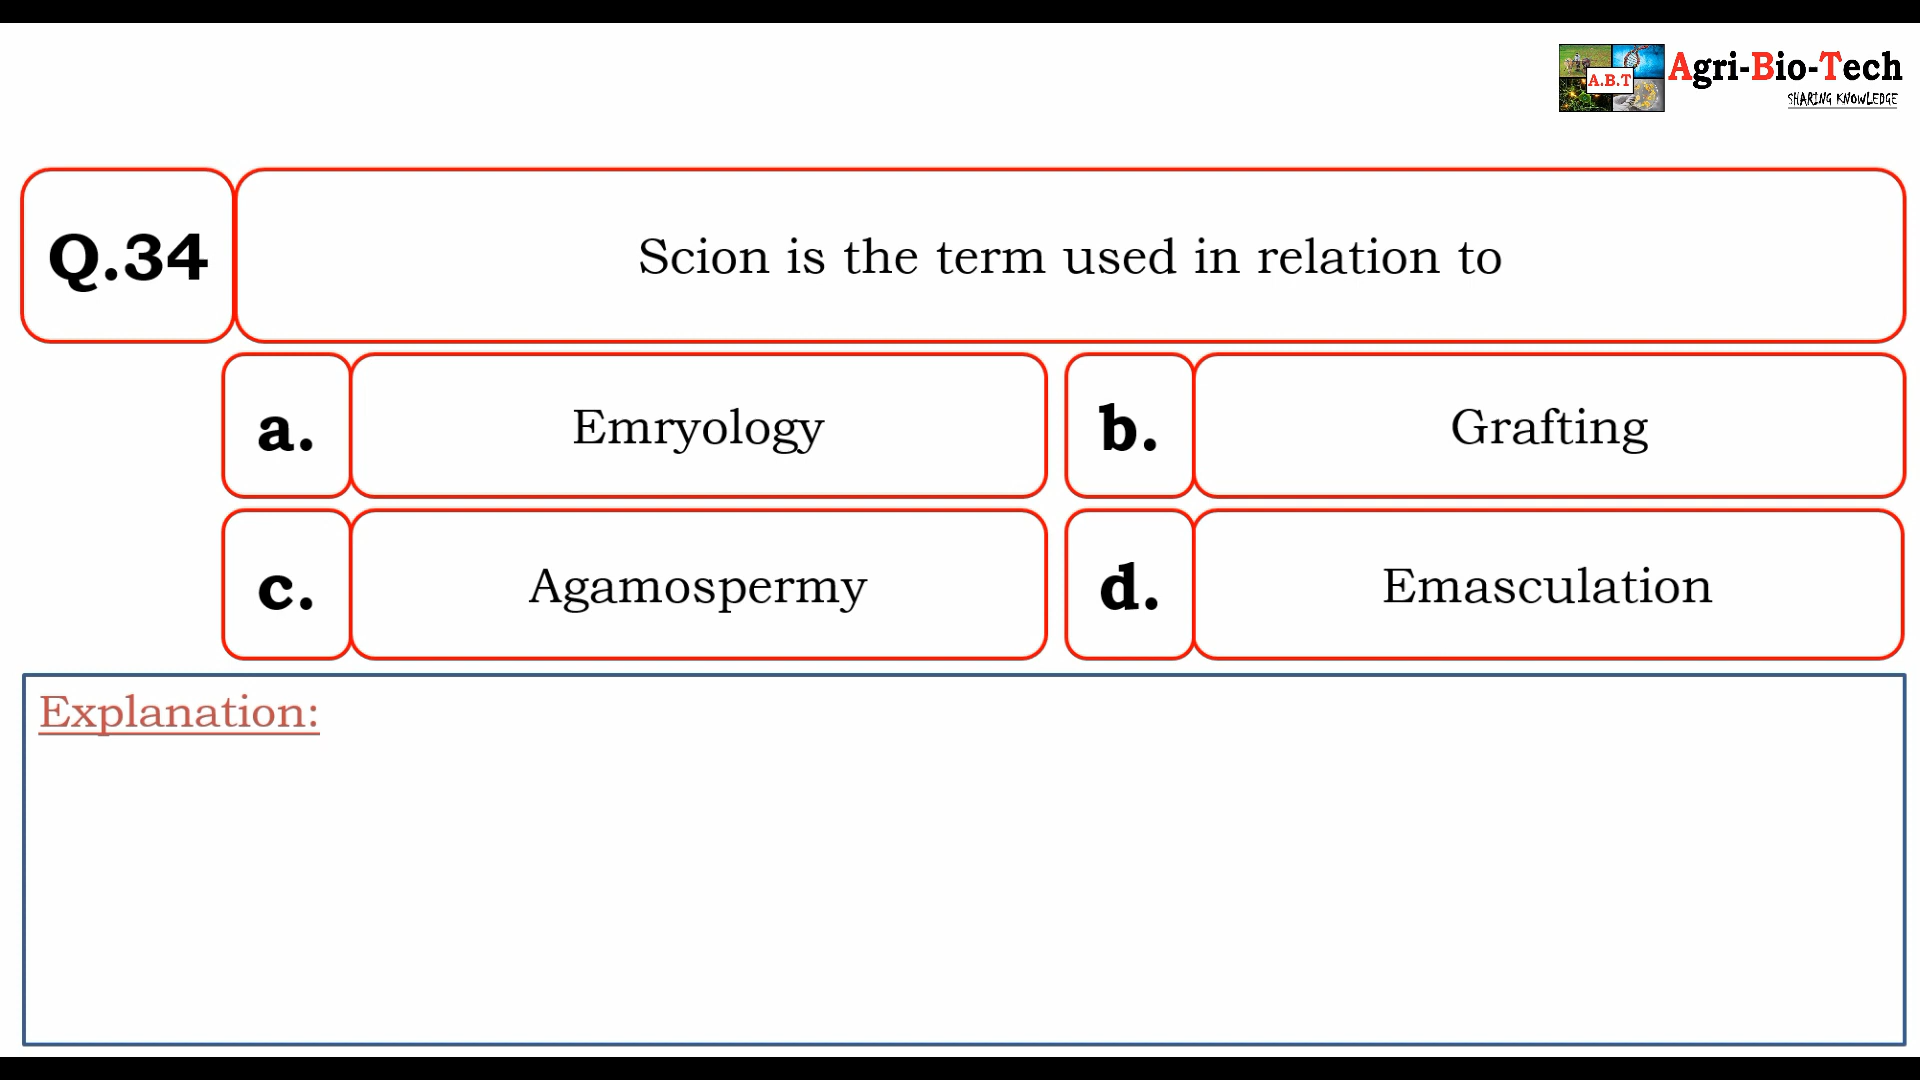 A.B.T
Agri-Bio-Tech
SHARING KNOWLEDGE
Q.34
Scion is the term used in relation to
a.
Emryology
b.
Grafting
c.
Agamospermy
d.
Emasculation
Explanation: